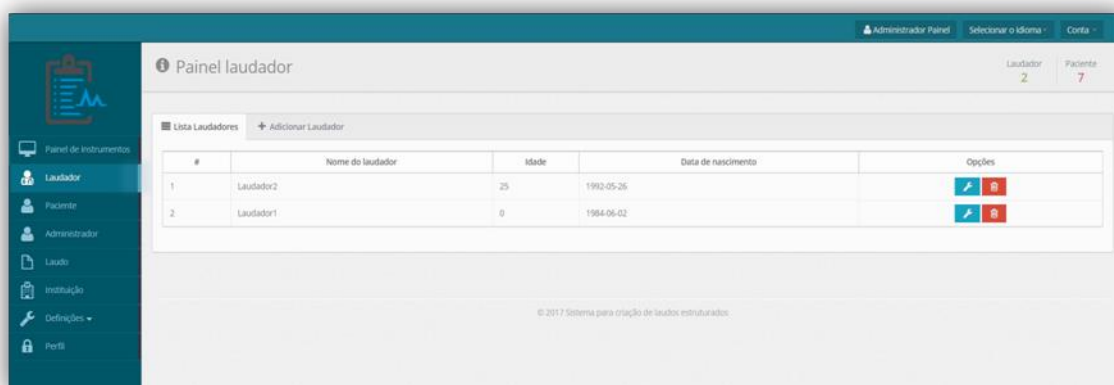 Administrador Painel Selecionar o Idioma Conta
Painel laudador
Laudador Paciente
2 7
Lista Laudadores + Adicionar Laudador
Painel de Instrumentos
Laudador
Paciente
Administrador
Laudo
Instituição
Definições
Perfil
# Nome do laudador Idade Data de nascimento Opções
1 Laudador2 25 1992-05-26
2 Laudador1 0 1984-06-02
© 2017 Sistema para criação de laudos estruturados